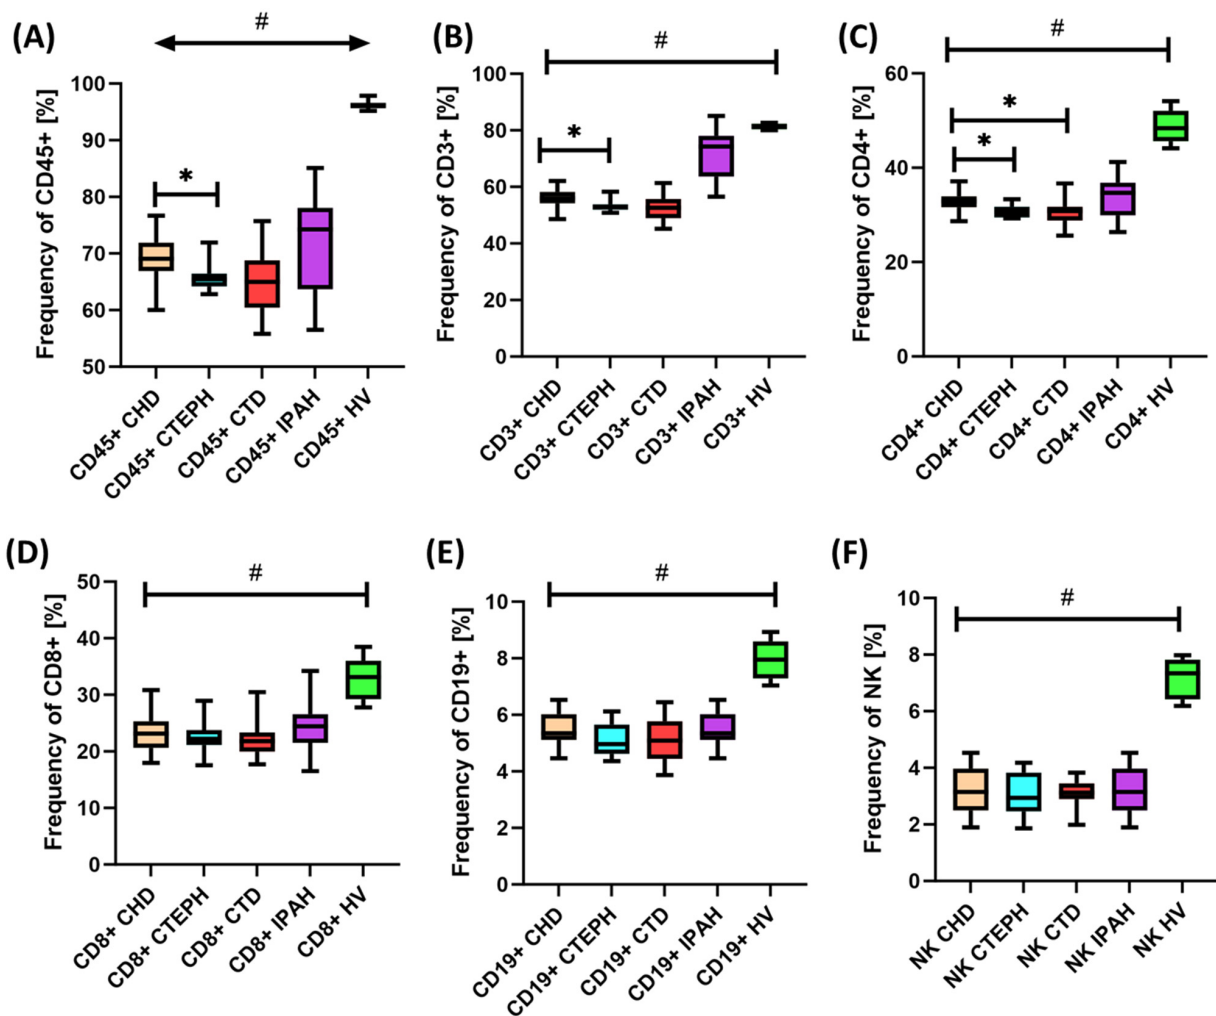 (A)
#
*
Frequency of CD45+ [%]
100
90
80
70
60
50
CD45+ CHD
CD45+ CTEPH
CD45+ CTD
CD45+ IPAH
CD45+ HV
(B)
#
*
Frequency of CD3+ [%]
100
80
60
40
20
0
CD3+ CHD
CD3+ CTEPH
CD3+ CTD
CD3+ IPAH
CD3+ HV
(C)
#
*
*
Frequency of CD4+ [%]
60
40
20
0
CD4+ CHD
CD4+ CTEPH
CD4+ CTD
CD4+ IPAH
CD4+ HV
(D)
#
Frequency of CD8+ [%]
50
40
30
20
10
0
CD8+ CHD
CD8+ CTEPH
CD8+ CTD
CD8+ IPAH
CD8+ HV
(E)
#
Frequency of CD19+ [%]
10
8
6
4
2
0
CD19+ CHD
CD19+ CTEPH
CD19+ CTD
CD19+ IPAH
CD19+ HV
(F)
#
Frequency of NK [%]
10
8
6
4
2
0
NK CHD
NK CTEPH
NK CTD
NK IPAH
NK HV